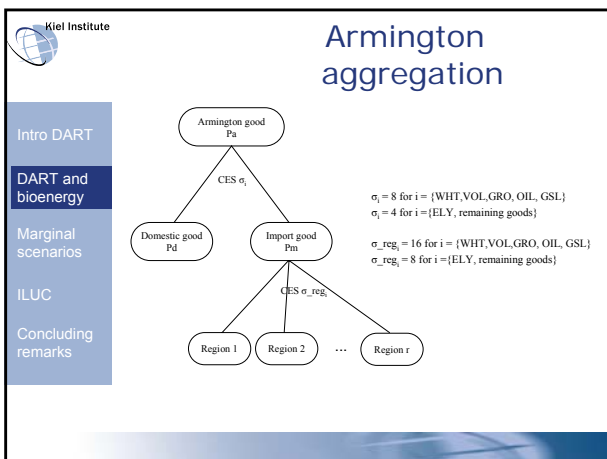 Kiel Institute
Armington
aggregation
Intro DART
DART and
bioenergy
Marginal
scenarios
ILUC
Concluding
remarks
Armington good
Pa
CES σi
Domestic good
Pd
Import good
Pm
CES σ_regi
Region 1
Region 2
...
Region r
σi = 8 for i = {WHT,VOL,GRO, OIL, GSL}
σi = 4 for i ={ELY, remaining goods}
σ_regi = 16 for i = {WHT,VOL,GRO, OIL, GSL}
σ_regi = 8 for i ={ELY, remaining goods}